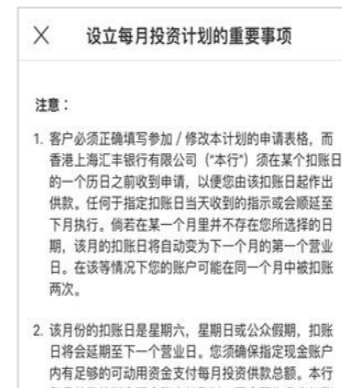 设立每月投资计划的重要事项
注意：
1. 客户必须正确填写参加 / 修改本计划的申请表格，而
香港上海汇丰银行有限公司（“本行”）须在某个扣账日
的一个历日之前收到申请，以便您由该扣账日起作出
供款。任何于指定扣账日当天收到的指示或会顺延至
下月执行。倘若在某一个月里并不存在您所选择的日
期，该月的扣账日将自动变为下一个月的第一个营业
日。在该等情况下您的账户可能在同一个月中被扣账
两次。
2. 该月份的扣账日是星期六，星期日或公众假期，扣账
日将会延期至下一个营业日。您须确保指定现金账户
内有足够的可动用资金支付每月投资供款总额。本行